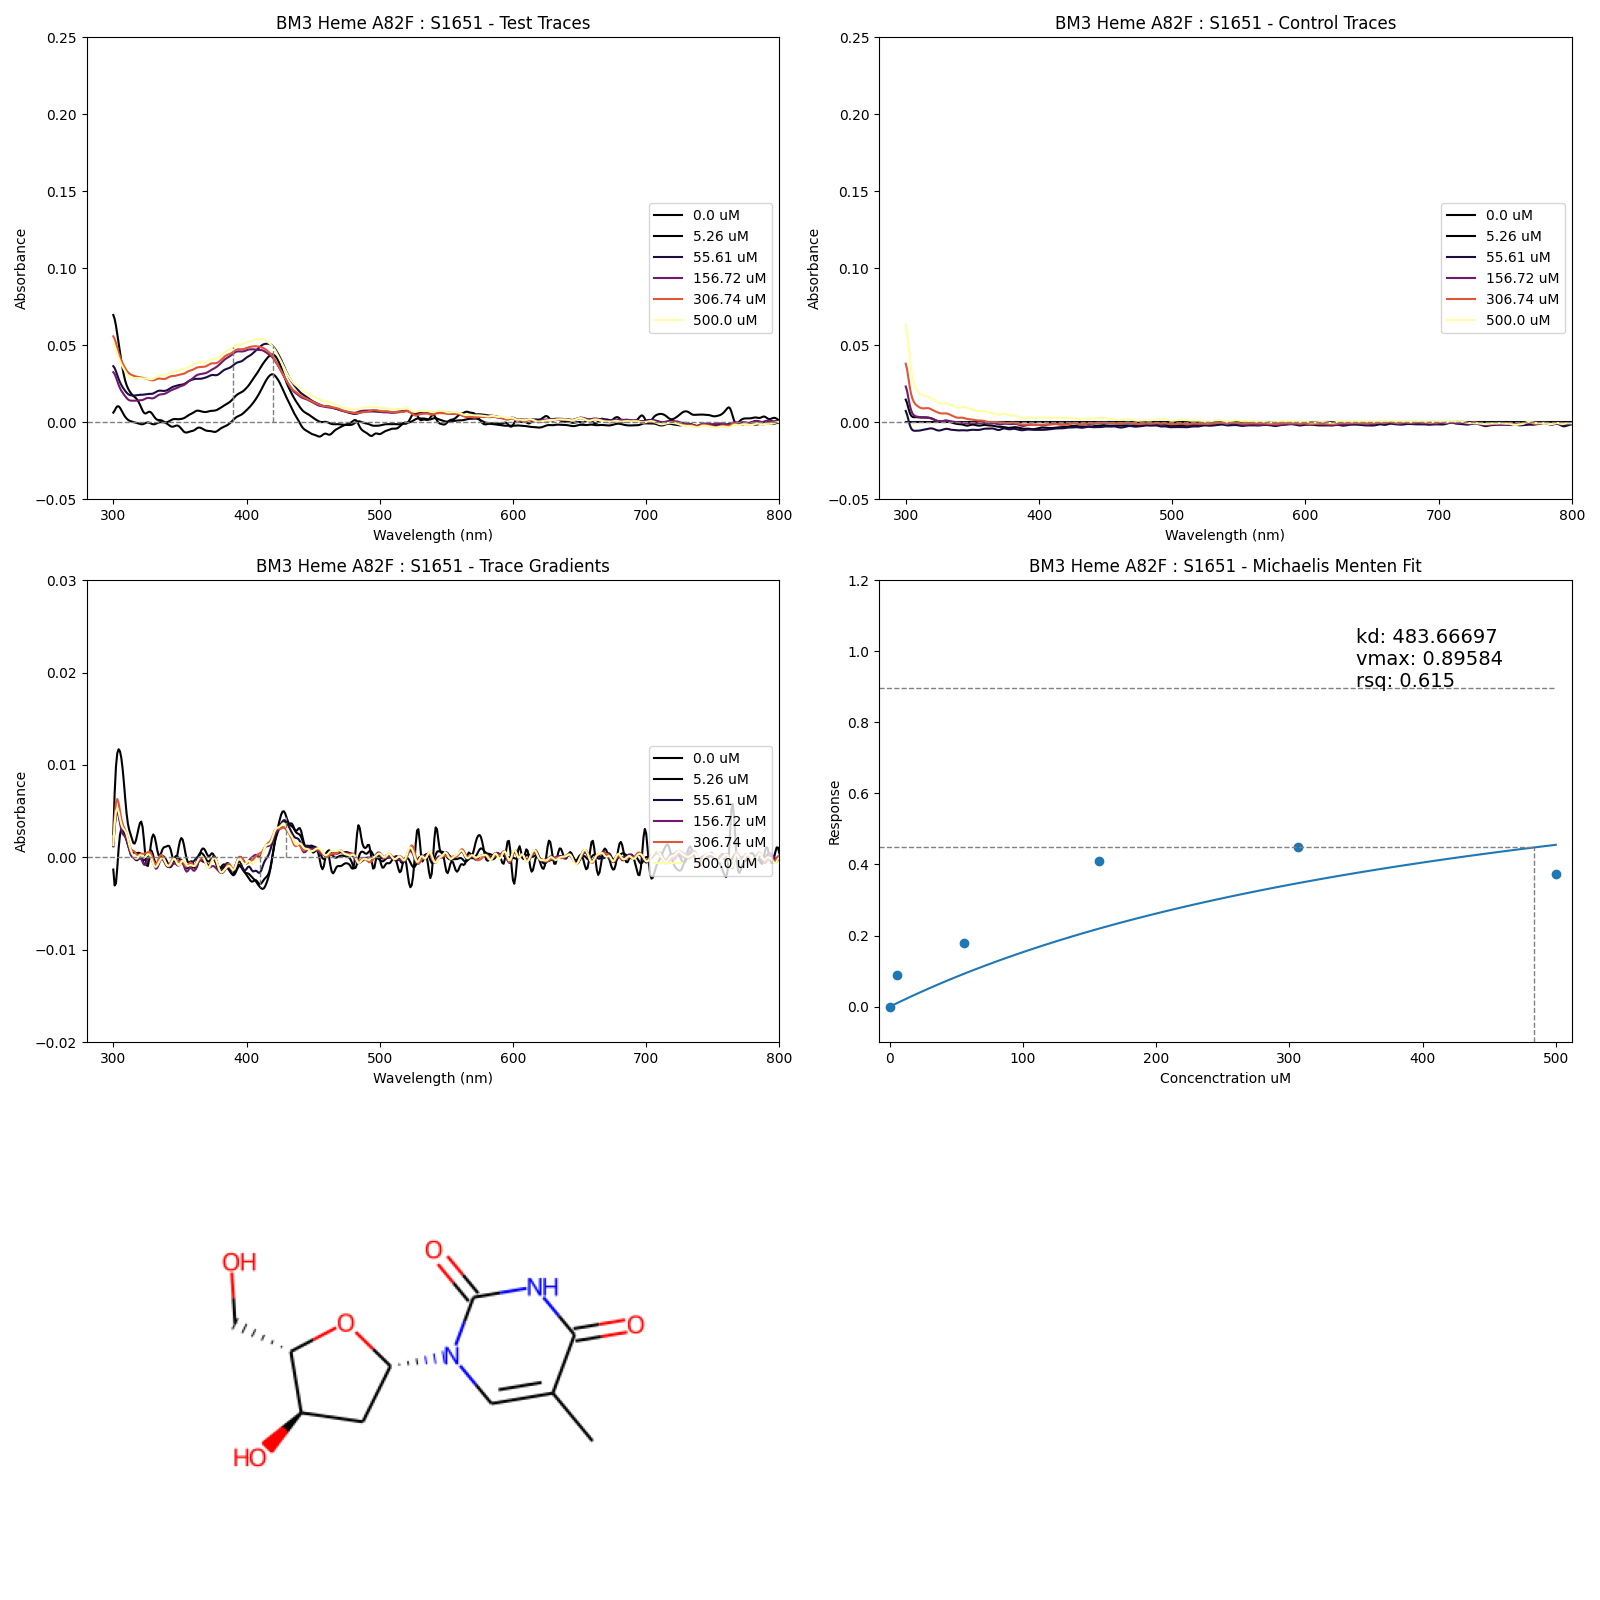 BM3 Heme A82F : S1651 - Test Traces
0.25
0.20
0.15
0.10
0.05
0.00
−0.05
Absorbance
300
400
500
600
700
800
Wavelength (nm)
0.0 uM
5.26 uM
55.61 uM
156.72 uM
306.74 uM
500.0 uM
BM3 Heme A82F : S1651 - Control Traces
0.25
0.20
0.15
0.10
0.05
0.00
−0.05
Absorbance
300
400
500
600
700
800
Wavelength (nm)
0.0 uM
5.26 uM
55.61 uM
156.72 uM
306.74 uM
500.0 uM
BM3 Heme A82F : S1651 - Trace Gradients
0.03
0.02
0.01
0.00
−0.01
−0.02
Absorbance
300
400
500
600
700
800
Wavelength (nm)
0.0 uM
5.26 uM
55.61 uM
156.72 uM
306.74 uM
500.0 uM
BM3 Heme A82F : S1651 - Michaelis Menten Fit
1.2
1.0
0.8
0.6
0.4
0.2
0.0
Response
kd: 483.66697
vmax: 0.89584
rsq: 0.615
0
100
200
300
400
500
Concenctration uM
OH
O
NH
O
O
N
HO